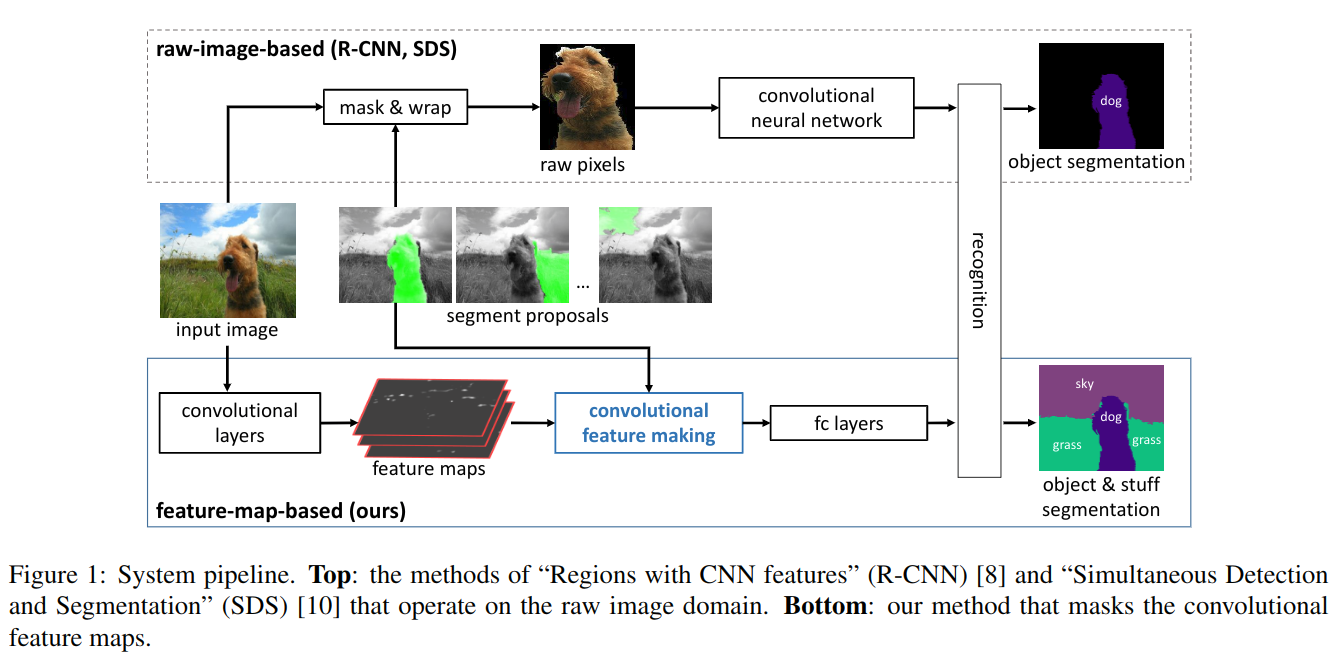 raw-image-based (R-CNN, SDS)
mask & wrap
raw pixels
convolutional
neural network
dog
object segmentation
input image
...
segment proposals
recognition
convolutional
layers
feature maps
convolutional
feature making
fc layers
sky
dog
grass
grass
object & stuff
segmentation
feature-map-based (ours)
Figure 1: System pipeline. Top: the methods of “Regions with CNN features” (R-CNN) [8] and “Simultaneous Detection
and Segmentation” (SDS) [10] that operate on the raw image domain. Bottom: our method that masks the convolutional
feature maps.